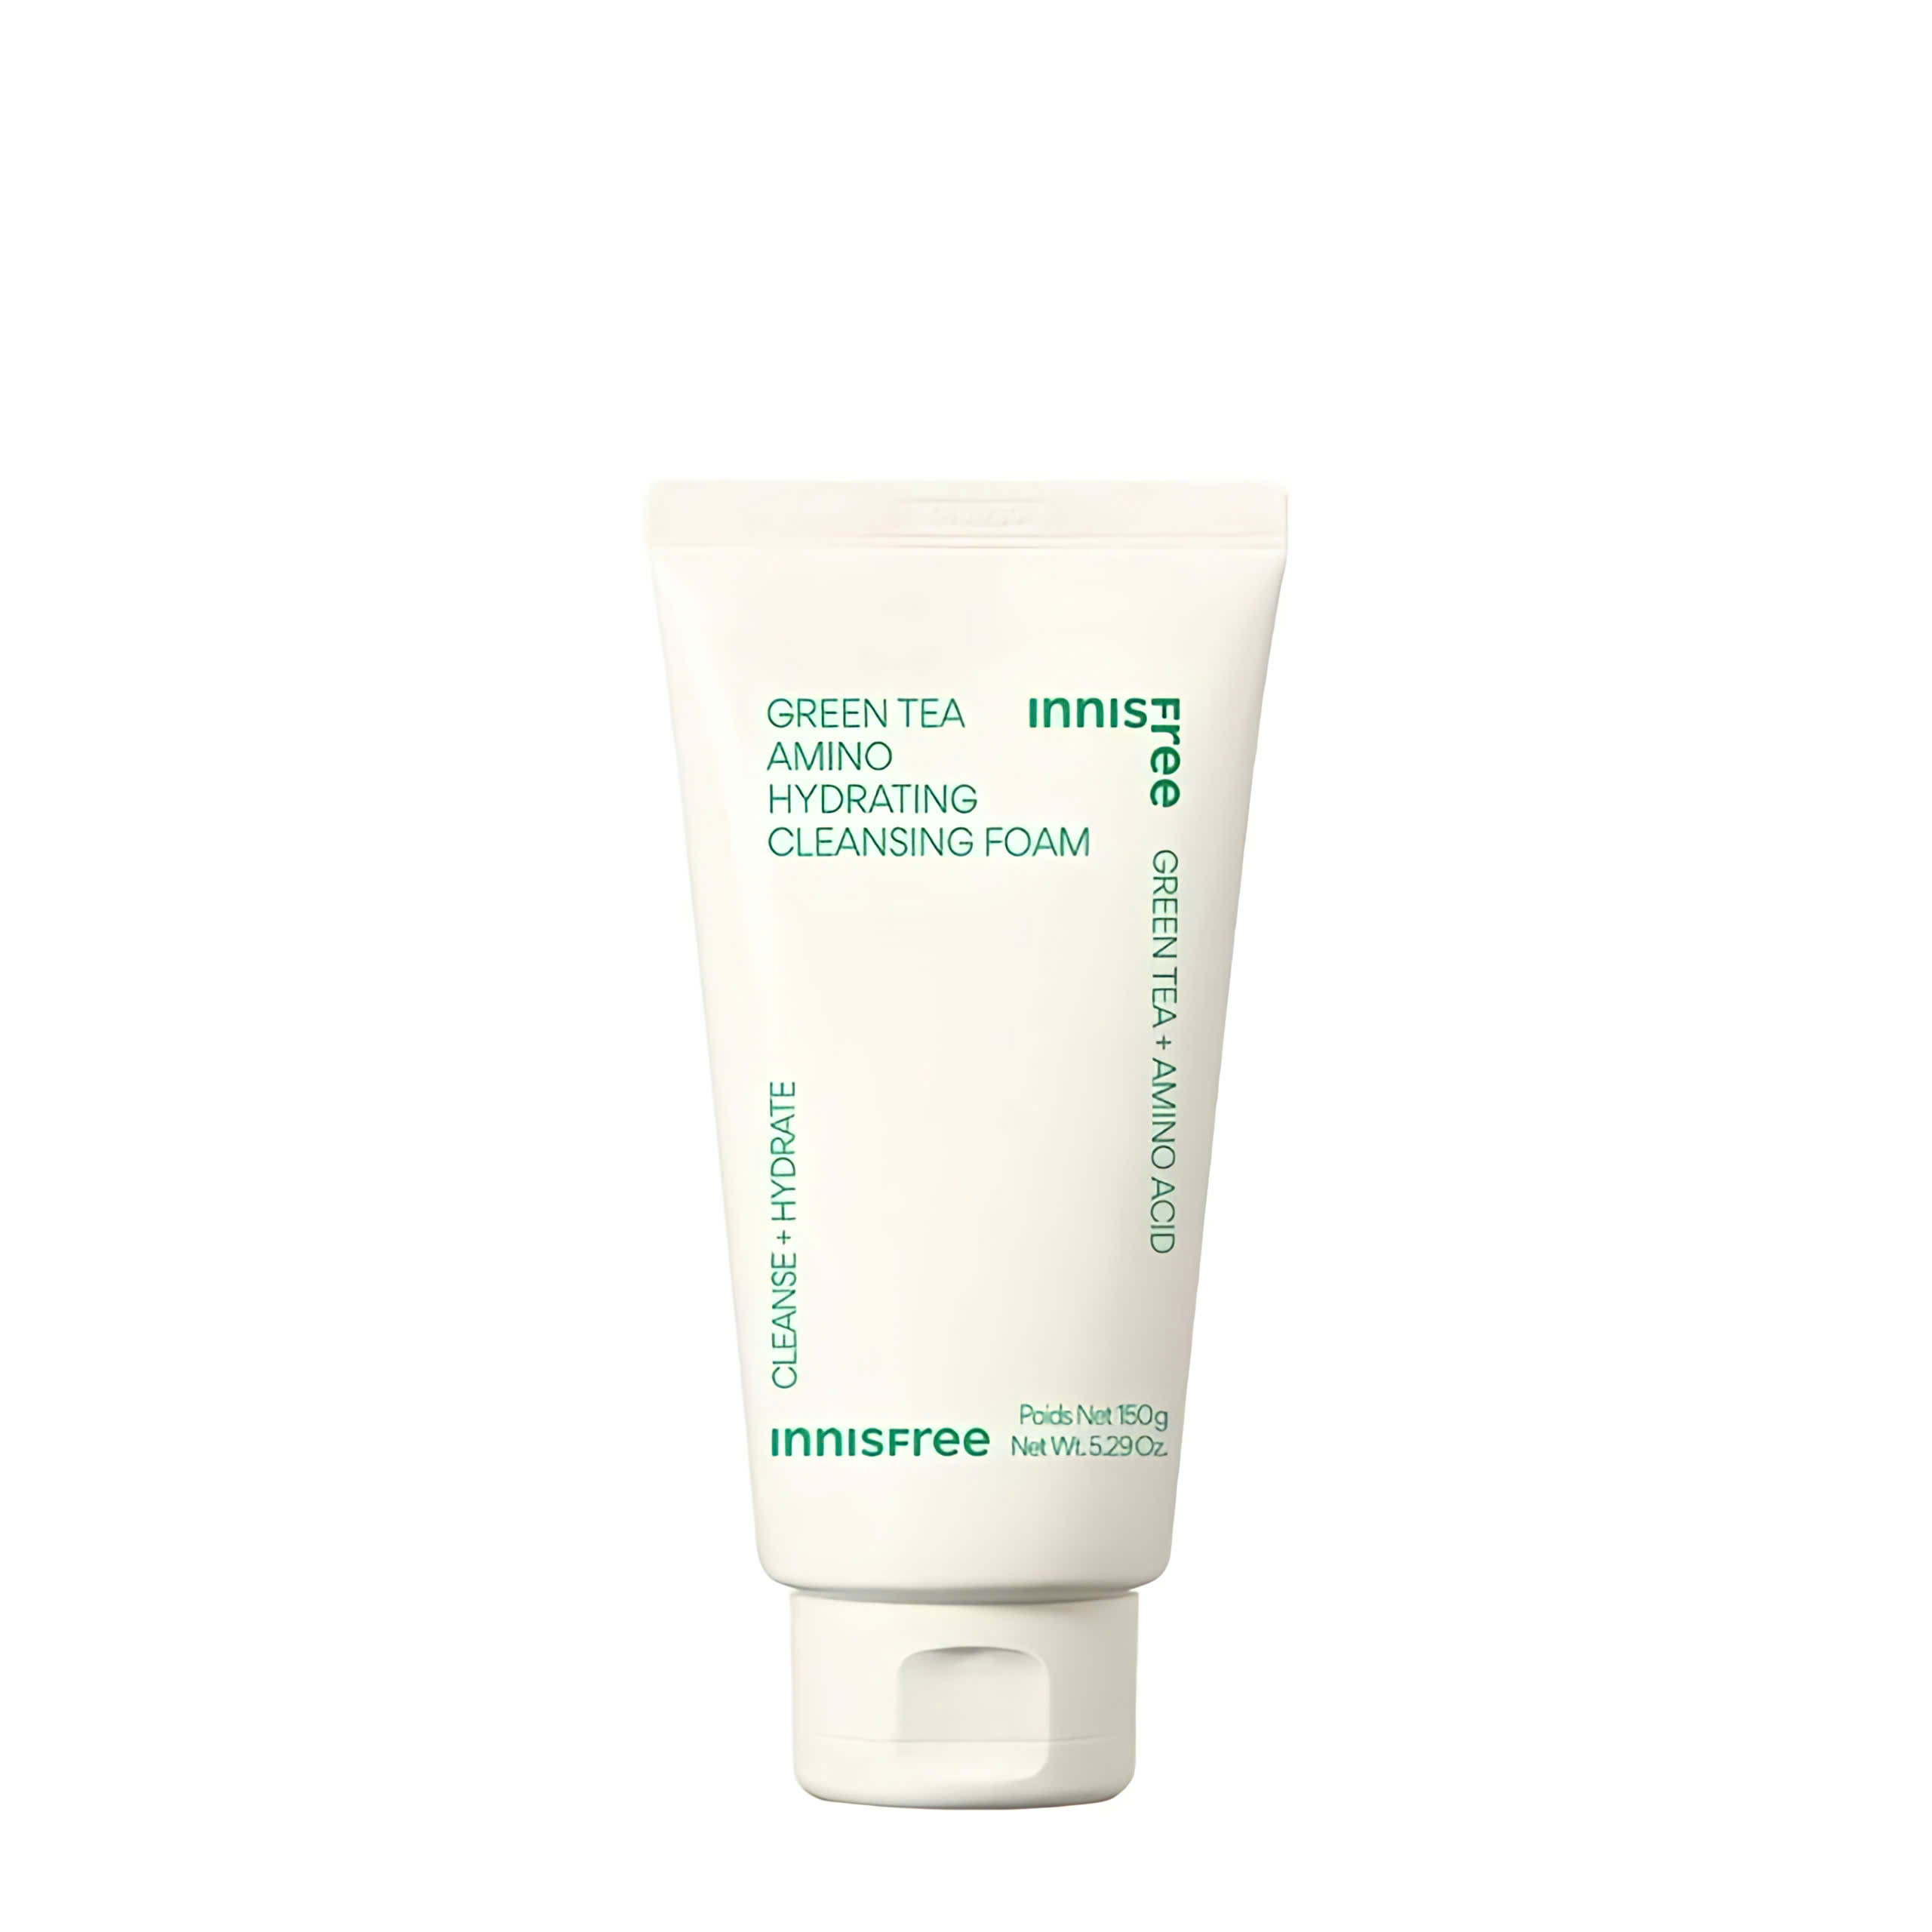 GREEN TEA
AMINO
HYDRATING
CLEANSING FOAM
INNISFREE
GREEN TEA + AMINO ACID
CLEANSE + HYDRATE
INNISFREE
Poids Net 150g
Net Wt. 5.29 Oz.